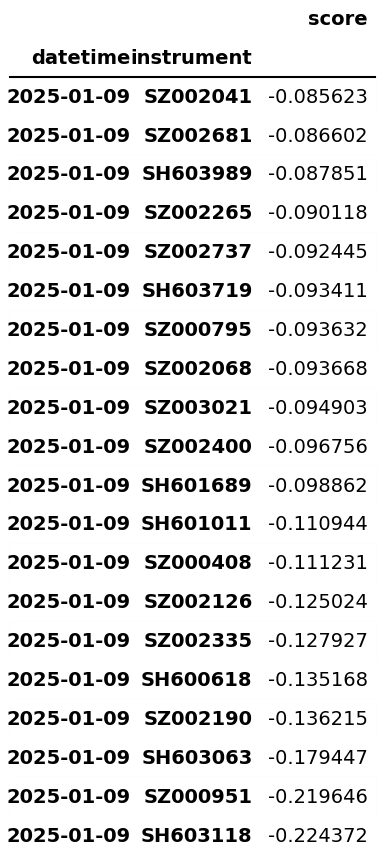 score
datetime instrument
2025-01-09 SZ002041 -0.085623
2025-01-09 SZ002681 -0.086602
2025-01-09 SH603989 -0.087851
2025-01-09 SZ002265 -0.090118
2025-01-09 SZ002737 -0.092445
2025-01-09 SH603719 -0.093411
2025-01-09 SZ000795 -0.093632
2025-01-09 SZ002068 -0.093668
2025-01-09 SZ003021 -0.094903
2025-01-09 SZ002400 -0.096756
2025-01-09 SH601689 -0.098862
2025-01-09 SH601011 -0.110944
2025-01-09 SZ000408 -0.111231
2025-01-09 SZ002126 -0.125024
2025-01-09 SZ002335 -0.127927
2025-01-09 SH600618 -0.135168
2025-01-09 SZ002190 -0.136215
2025-01-09 SH603063 -0.179447
2025-01-09 SZ000951 -0.219646
2025-01-09 SH603118 -0.224372